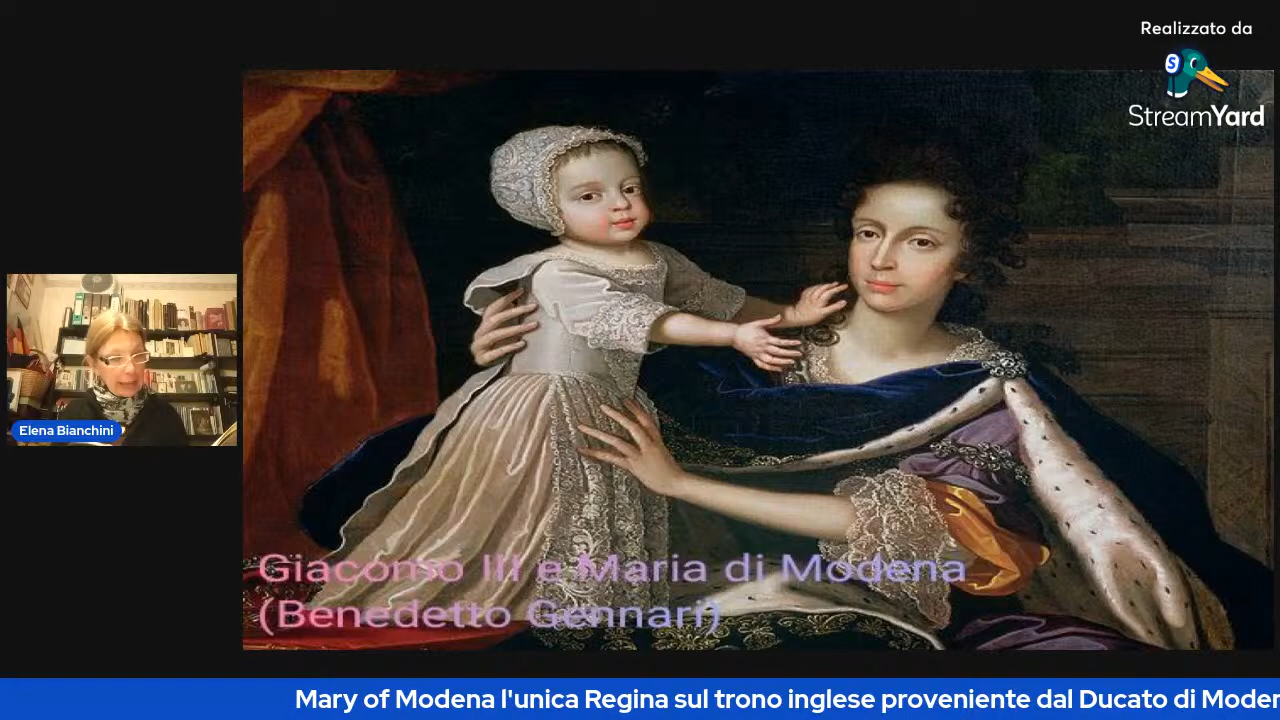 Realizzato da
StreamYard
Elena Bianchini
Giacomo III e Maria di Modena
(Benedetto Gennari)
Mary of Modena l'unica Regina sul trono inglese proveniente dal Ducato di